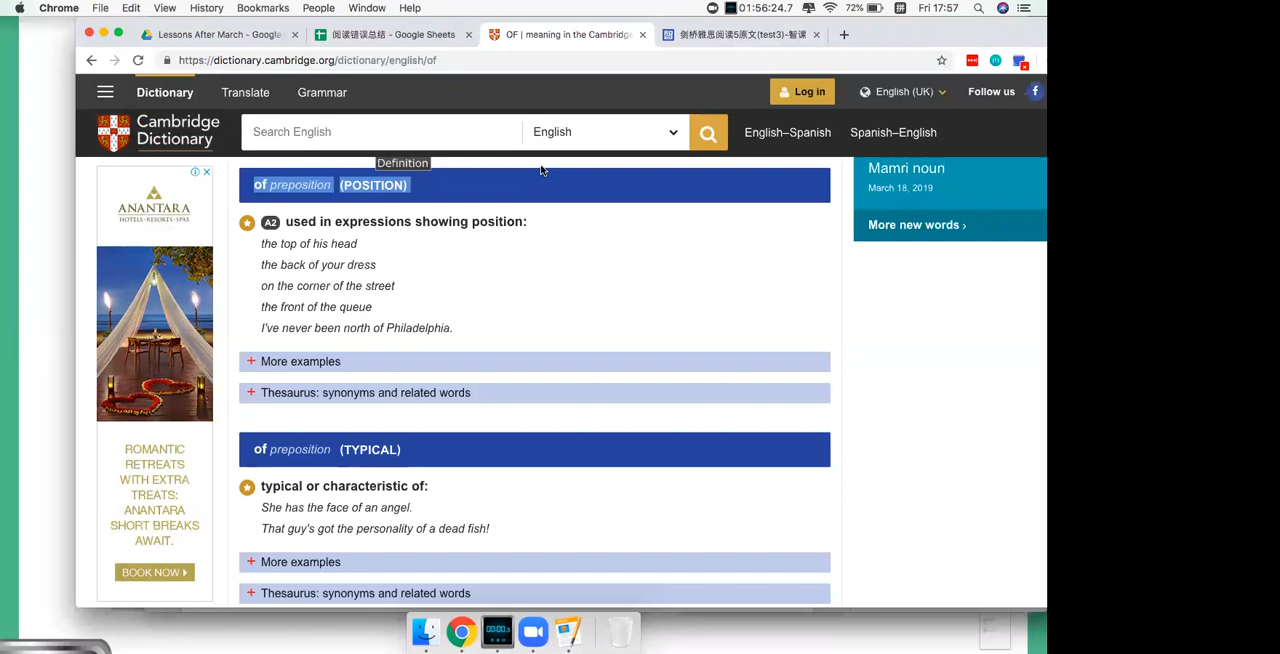 Chrome File Edit View History Bookmarks People Window Help 01:56:24.7 72% Fri 17:57
Lessons After March - Google 阅读错误总结 - Google Sheets OF | meaning in the Cambridge 剑桥雅思阅读5原文(test3)-智课
https://dictionary.cambridge.org/dictionary/english/of
Dictionary Translate Grammar Log in English (UK) Follow us f
Cambridge
Dictionary
Search English English English–Spanish Spanish–English
Definition
ANANTARA
HOTELS • RESORTS • SPAS
ROMANTIC
RETREATS
WITH EXTRA
TREATS:
ANANTARA
SHORT BREAKS
AWAIT.
BOOK NOW
of preposition (POSITION)
A2 used in expressions showing position:
the top of his head
the back of your dress
on the corner of the street
the front of the queue
I've never been north of Philadelphia.
+ More examples
+ Thesaurus: synonyms and related words
of preposition (TYPICAL)
typical or characteristic of:
She has the face of an angel.
That guy's got the personality of a dead fish!
+ More examples
+ Thesaurus: synonyms and related words
Mamri noun
March 18, 2019
More new words ›